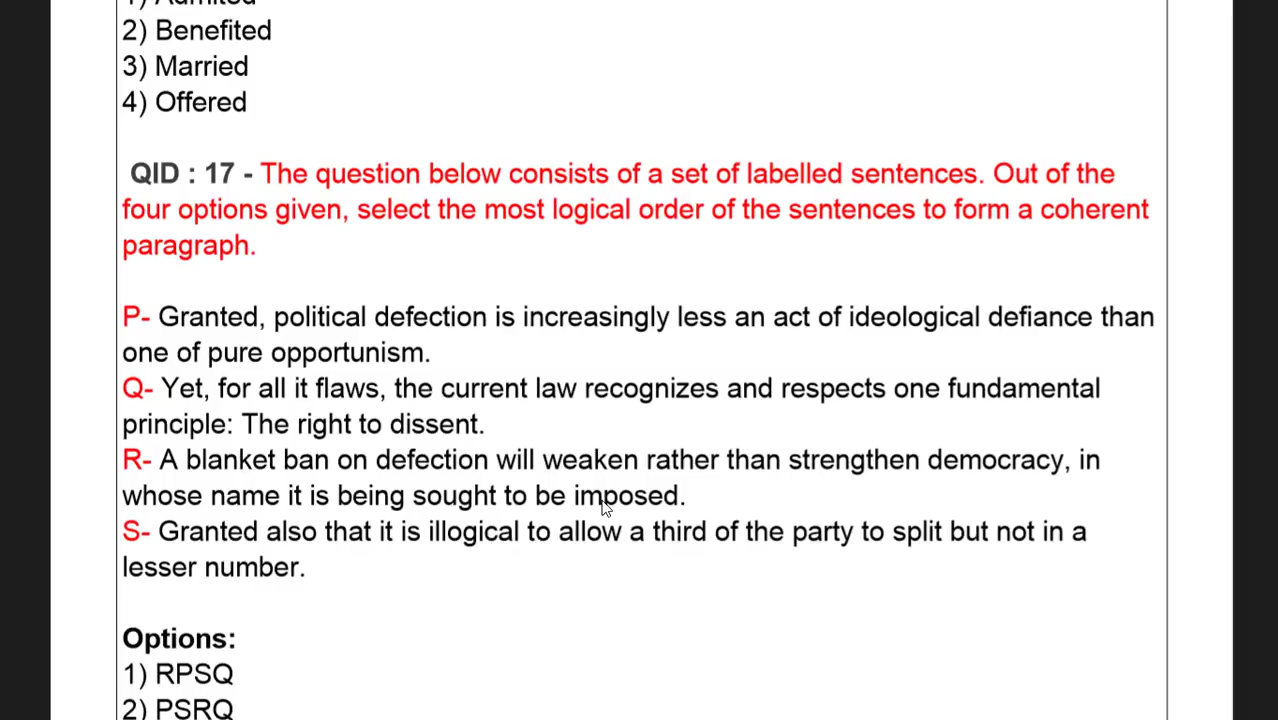 2) Benefited
3) Married
4) Offered
QID : 17 - The question below consists of a set of labelled sentences. Out of the
four options given, select the most logical order of the sentences to form a coherent
paragraph.
P- Granted, political defection is increasingly less an act of ideological defiance than
one of pure opportunism.
Q- Yet, for all it flaws, the current law recognizes and respects one fundamental
principle: The right to dissent.
R- A blanket ban on defection will weaken rather than strengthen democracy, in
whose name it is being sought to be imposed.
S- Granted also that it is illogical to allow a third of the party to split but not in a
lesser number.
Options:
1) RPSQ
2) PSRQ